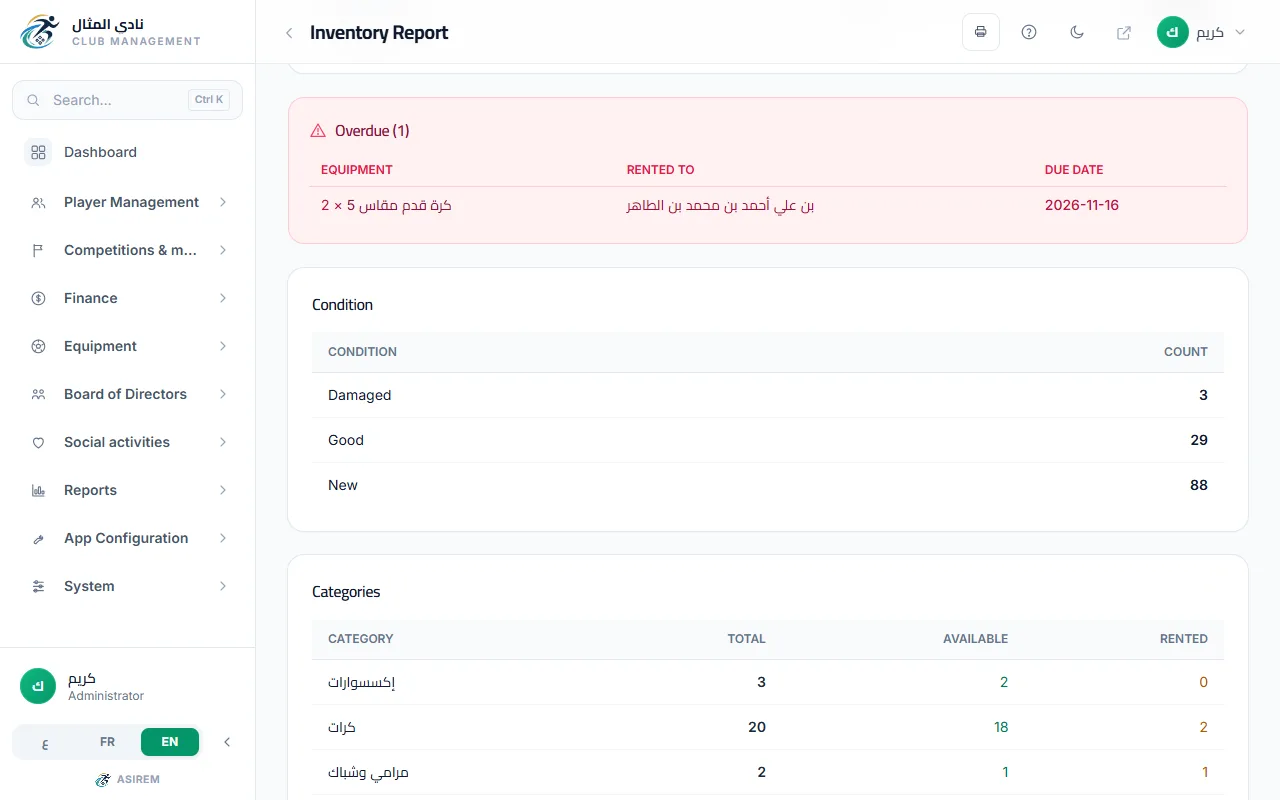 نادي المثال
CLUB MANAGEMENT
Inventory Report
كريم
Search...
Ctrl K
Dashboard
Player Management
Competitions & m...
Finance
Equipment
Board of Directors
Social activities
Reports
App Configuration
System
ك
كريم
Administrator
ع FR EN
ASIREM
Overdue (1)
EQUIPMENT RENTED TO DUE DATE
كرة قدم مقاس 5 × 2 بن علي أحمد بن محمد بن الطاهر 2026-11-16
Condition
CONDITION COUNT
Damaged 3
Good 29
New 88
Categories
CATEGORY TOTAL AVAILABLE RENTED
إكسسوارات 3 2 0
كرات 20 18 2
مرامي وشباك 2 1 1